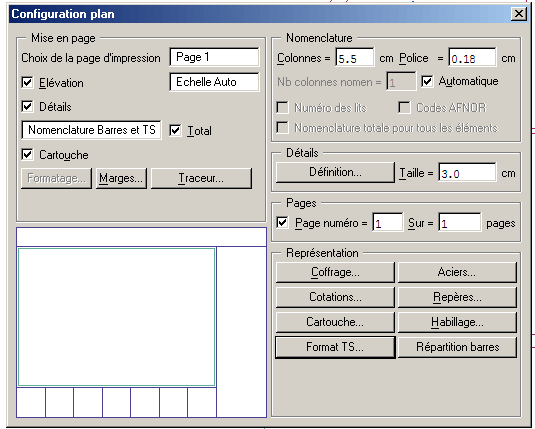 Configuration plan
Mise en page
Choix de la page d'impression Page 1
Elévation Echelle Auto
Détails
Nomenclature Barres et TS Total
Cartouche
Formatage... Marges... Traceur...
Nomenclature
Colonnes = 5.5 cm Police = 0.18 cm
Nb colonnes nomen = 1 Automatique
Numéro des lits Codes AFNOR
Nomenclature totale pour tous les éléments
Détails
Définition... Taille = 3.0 cm
Pages
Page numéro = 1 Sur = 1 pages
Représentation
Coffrage... Aciers...
Cotations... Repères...
Cartouche... Habillage...
Format TS... Répartition barres